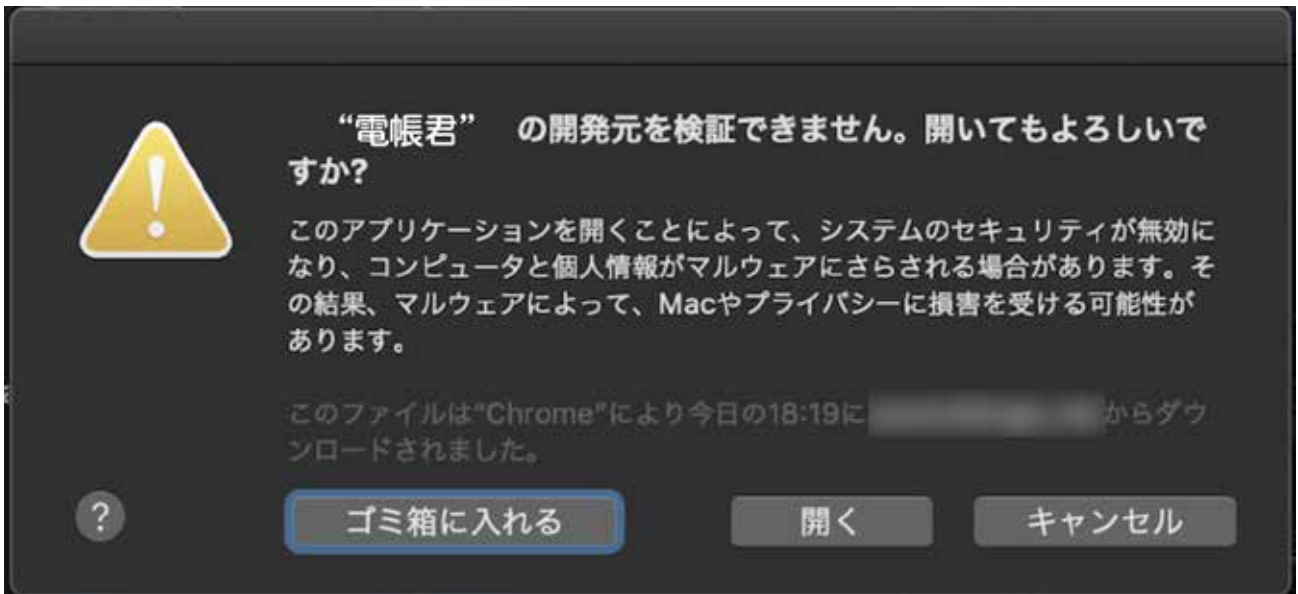 “電帳君” の開発元を検証できません。開いてもよろしいで
すか?
このアプリケーションを開くことによって、システムのセキュリティが無効に
なり、コンピュータと個人情報がマルウェアにさらされる場合があります。そ
の結果、マルウェアによって、Macやプライバシーに損害を受ける可能性が
あります。
このファイルは“Chrome”により今日の18:19に からダウ
ンロードされました。
? ゴミ箱に入れる 開く キャンセル